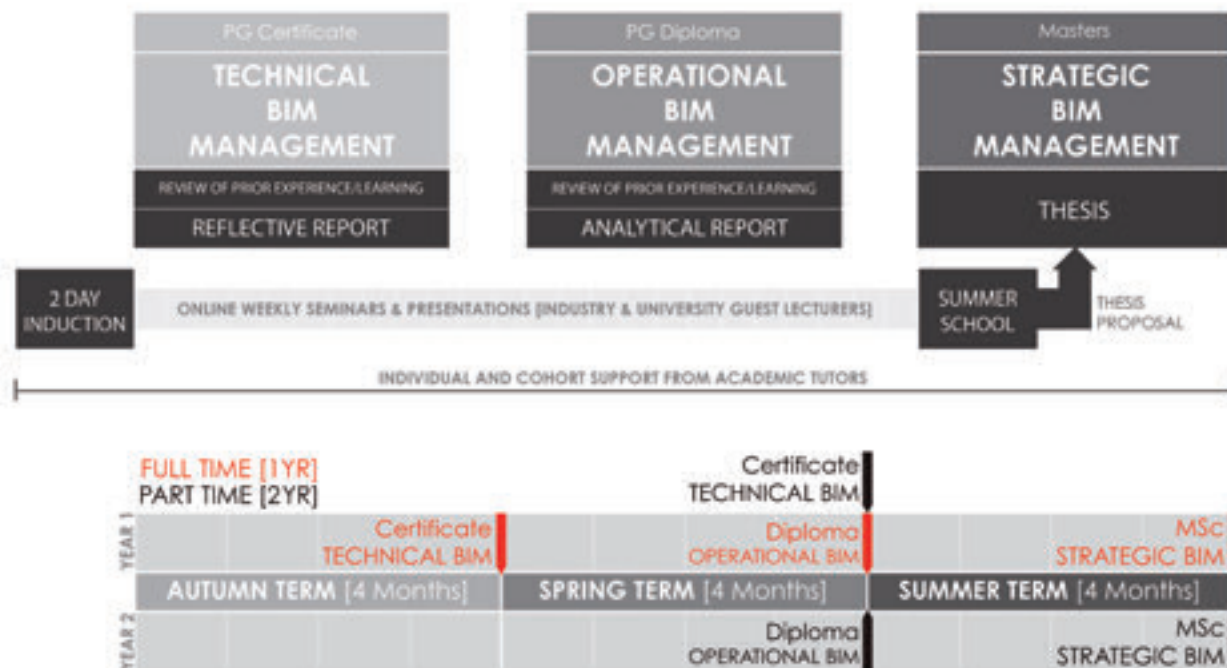 PG Certificate
TECHNICAL
BIM
MANAGEMENT
REVIEW OF PRIOR EXPERIENCE/LEARNING
REFLECTIVE REPORT
PG Diploma
OPERATIONAL
BIM
MANAGEMENT
REVIEW OF PRIOR EXPERIENCE/LEARNING
ANALYTICAL REPORT
Masters
STRATEGIC
BIM
MANAGEMENT
THESIS
2 DAY
INDUCTION
ONLINE WEEKLY SEMINARS & PRESENTATIONS [INDUSTRY & UNIVERSITY GUEST LECTURERS]
SUMMER
SCHOOL
THESIS
PROPOSAL
INDIVIDUAL AND COHORT SUPPORT FROM ACADEMIC TUTORS
FULL TIME [1YR]
PART TIME [2YR]
Certificate
TECHNICAL BIM
YEAR 1
Certificate
TECHNICAL BIM
Diploma
OPERATIONAL BIM
MSc
STRATEGIC BIM
AUTUMN TERM [4 Months]
SPRING TERM [4 Months]
SUMMER TERM [4 Months]
YEAR 2
Diploma
OPERATIONAL BIM
MSc
STRATEGIC BIM